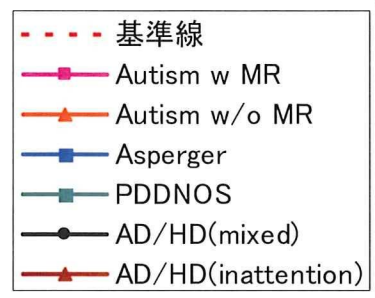 基準線
Autism w MR
Autism w/o MR
Asperger
PDDNOS
AD/HD(mixed)
AD/HD(inattention)